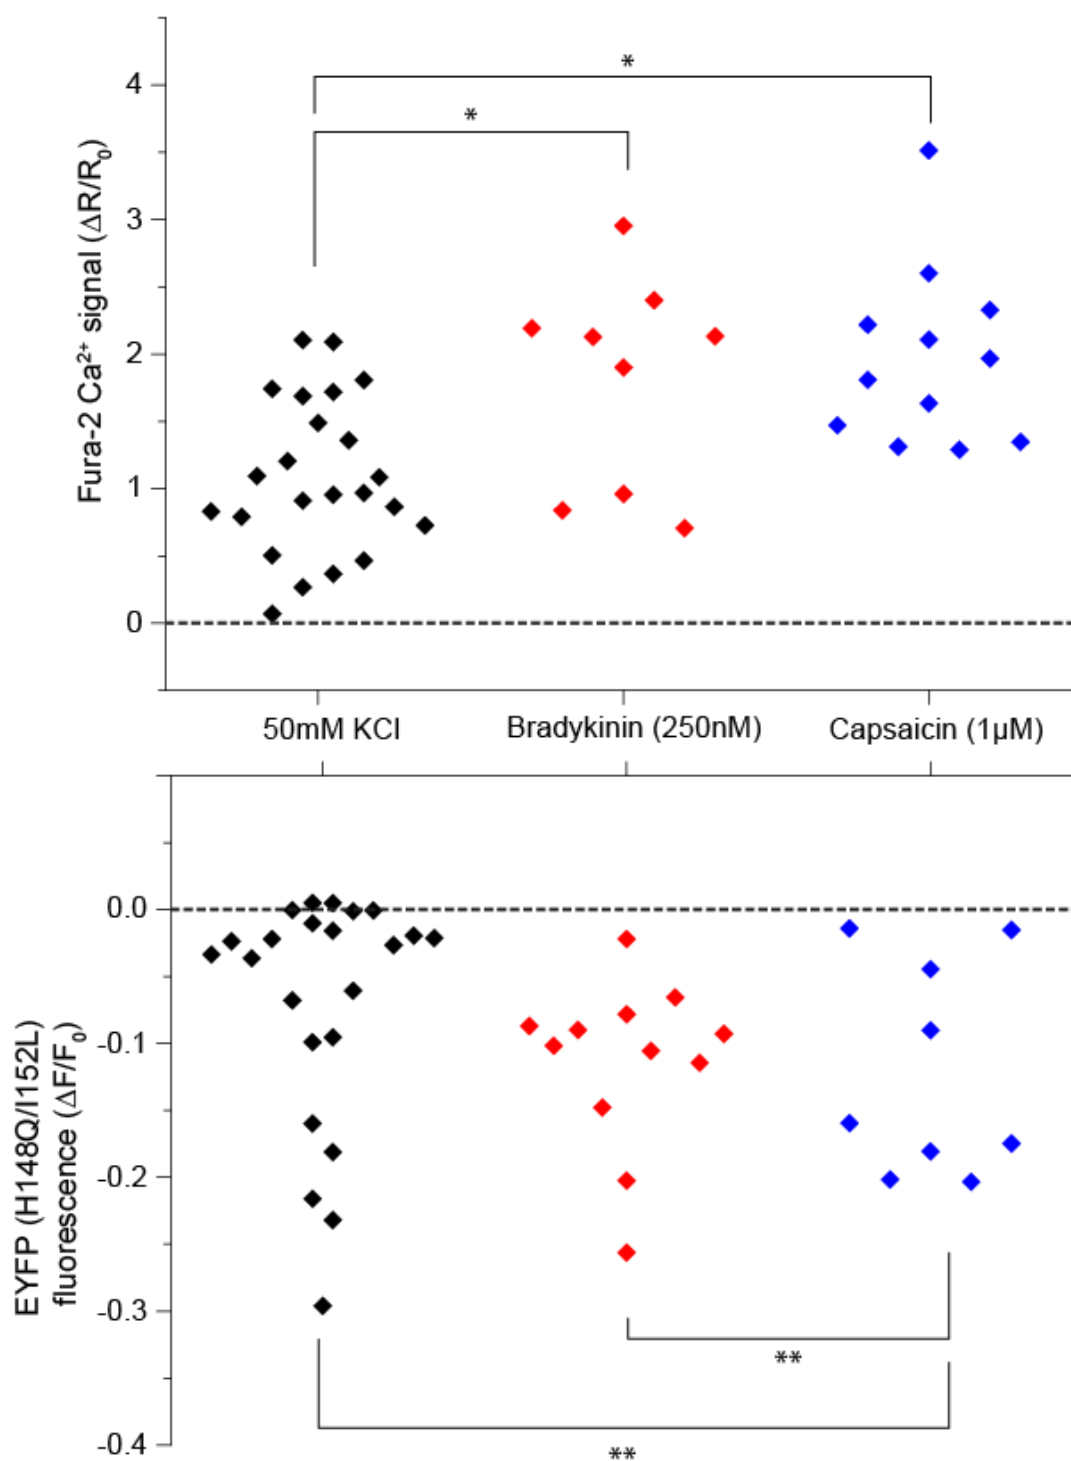 *
*
4
3
2
1
0
Fura-2 Ca²⁺ signal (ΔR/R₀)
50mM KCl
Bradykinin (250nM)
Capsaicin (1µM)
0.0
-0.1
-0.2
-0.3
-0.4
EYFP (H148Q/I152L)
fluorescence (ΔF/F₀)
**
**